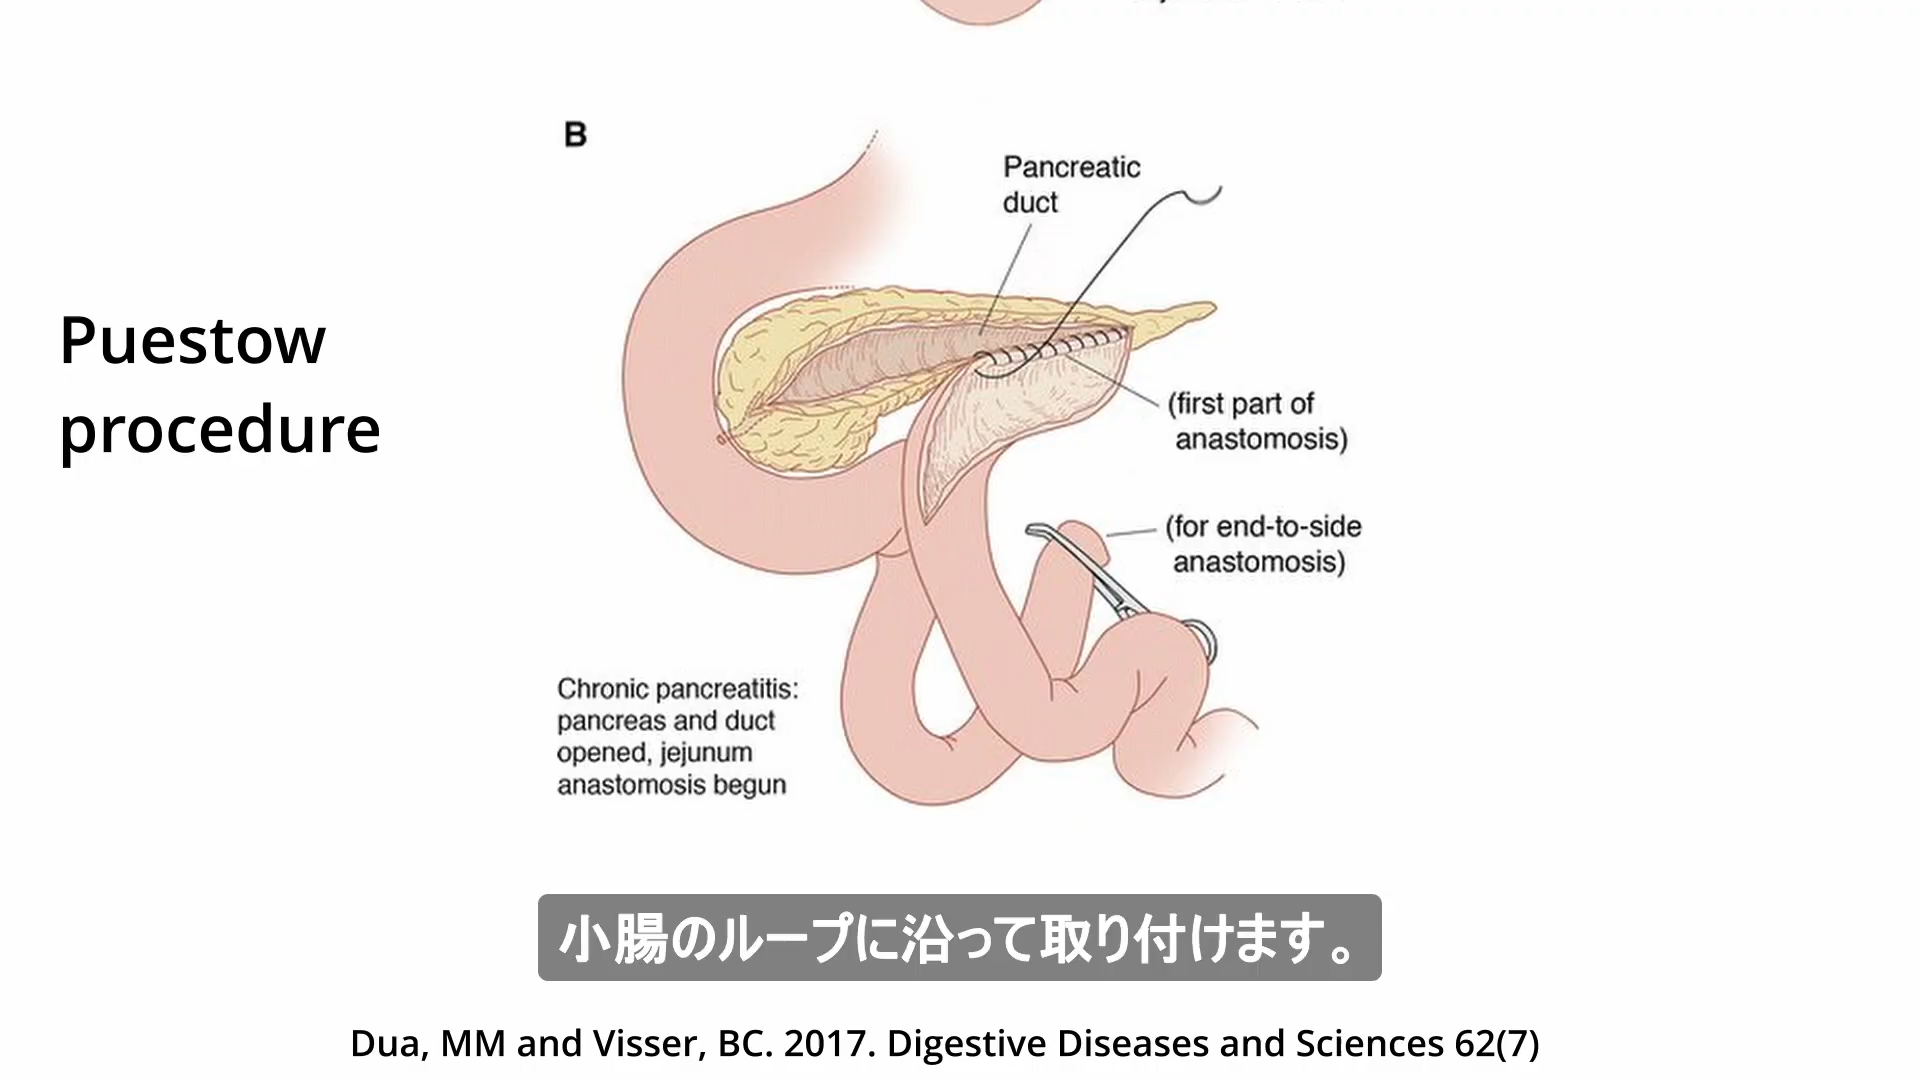 B
Pancreatic
duct
Puestow
procedure
(first part of
anastomosis)
(for end-to-side
anastomosis)
Chronic pancreatitis:
pancreas and duct
opened, jejunum
anastomosis begun
小腸のループに沿って取り付けます。
Dua, MM and Visser, BC. 2017. Digestive Diseases and Sciences 62(7)